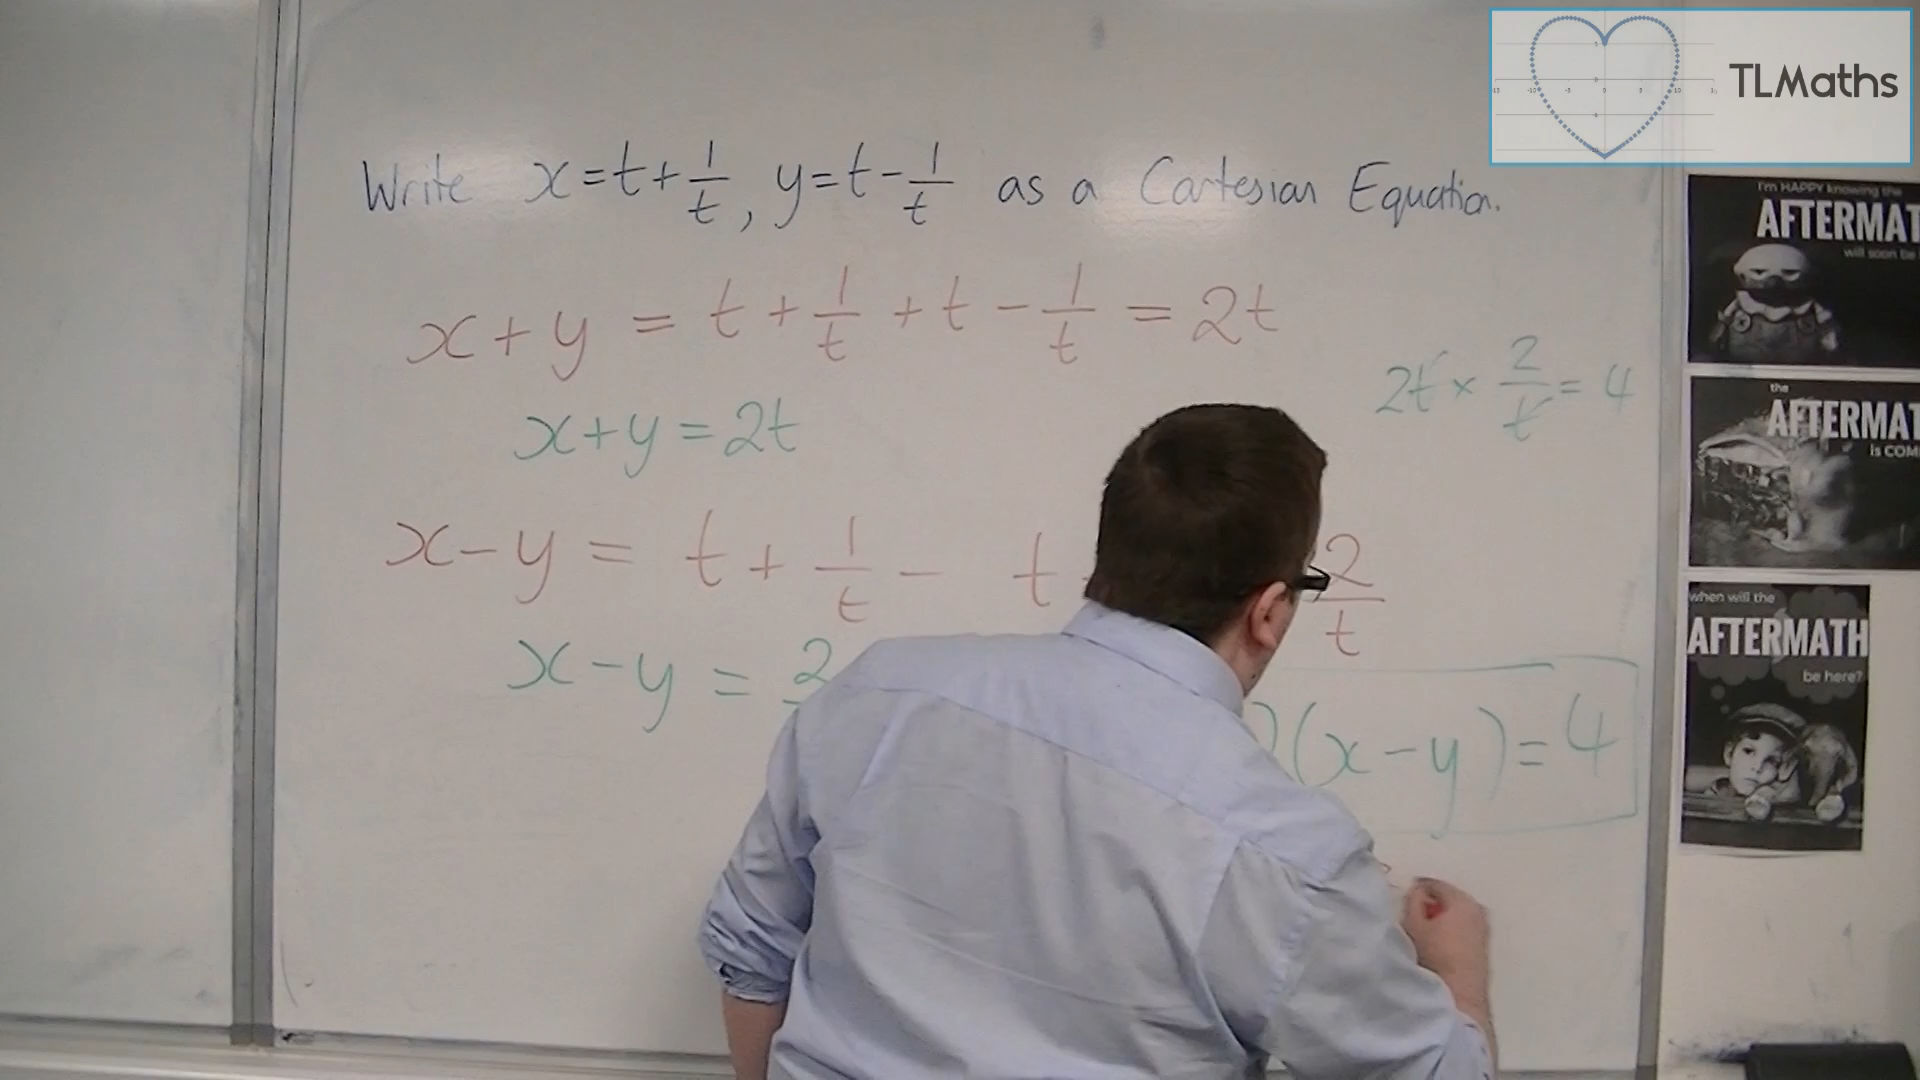 TLMaths
Write x=t+1/t, y=t-1/t as a Cartesian Equation.
x+y = t+1/t+t-1/t = 2t
2t × 2/t = 4
x+y=2t
x-y = t+1/t- t 2/t
x-y = 2
)(x-y)=4
I'm HAPPY knowing the
AFTERMAT
will soon be
the
AFTERMAT
is COM
when will the
AFTERMATH
be here?